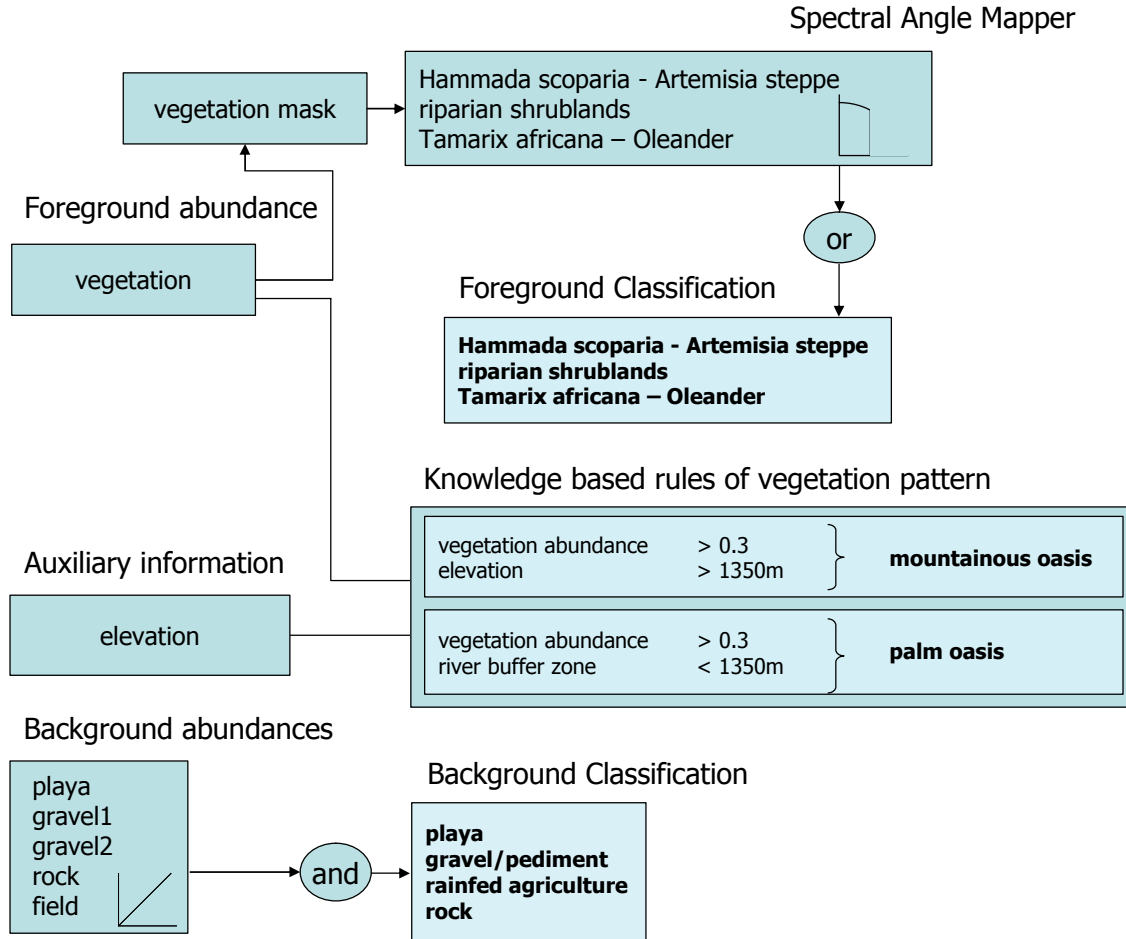 Spectral Angle Mapper
vegetation mask
Hammada scoparia - Artemisia steppe
riparian shrublands
Tamarix africana – Oleander
or
Foreground abundance
vegetation
Foreground Classification
Hammada scoparia - Artemisia steppe
riparian shrublands
Tamarix africana – Oleander
Knowledge based rules of vegetation pattern
vegetation abundance > 0.3
elevation > 1350m
mountainous oasis
vegetation abundance > 0.3
river buffer zone < 1350m
palm oasis
Auxiliary information
elevation
Background abundances
playa
gravel1
gravel2
rock
field
and
Background Classification
playa
gravel/pediment
rainfed agriculture
rock